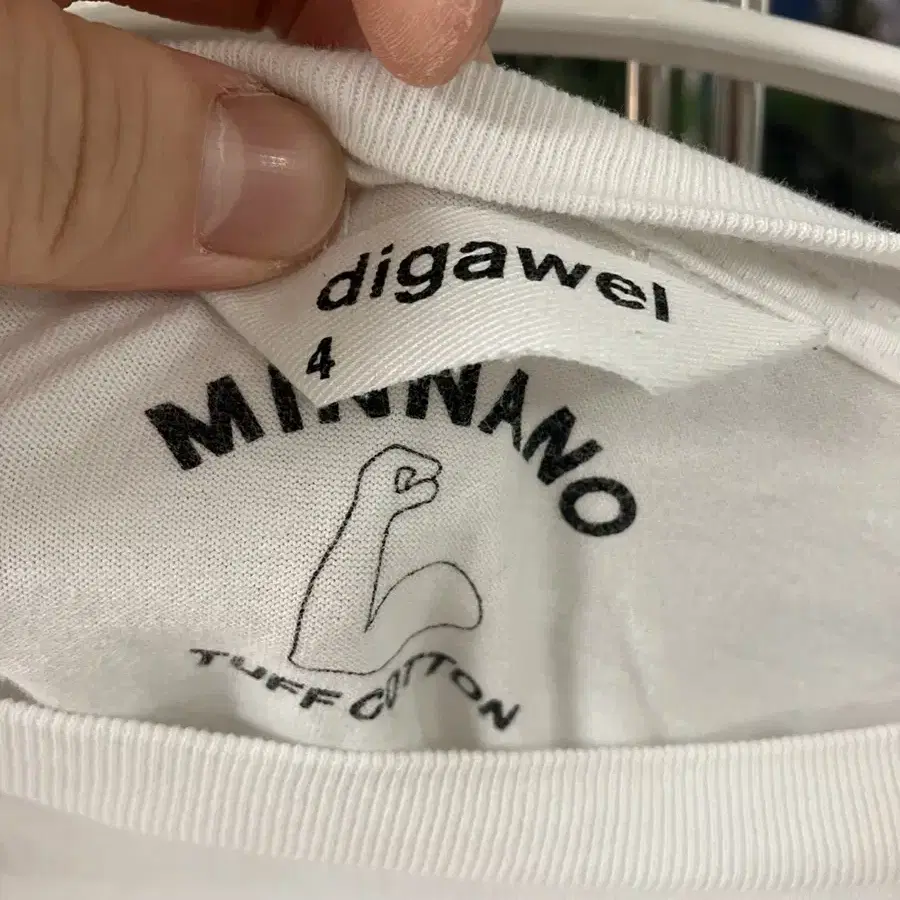 digawel
4
MINNANO
TUFF COTTON